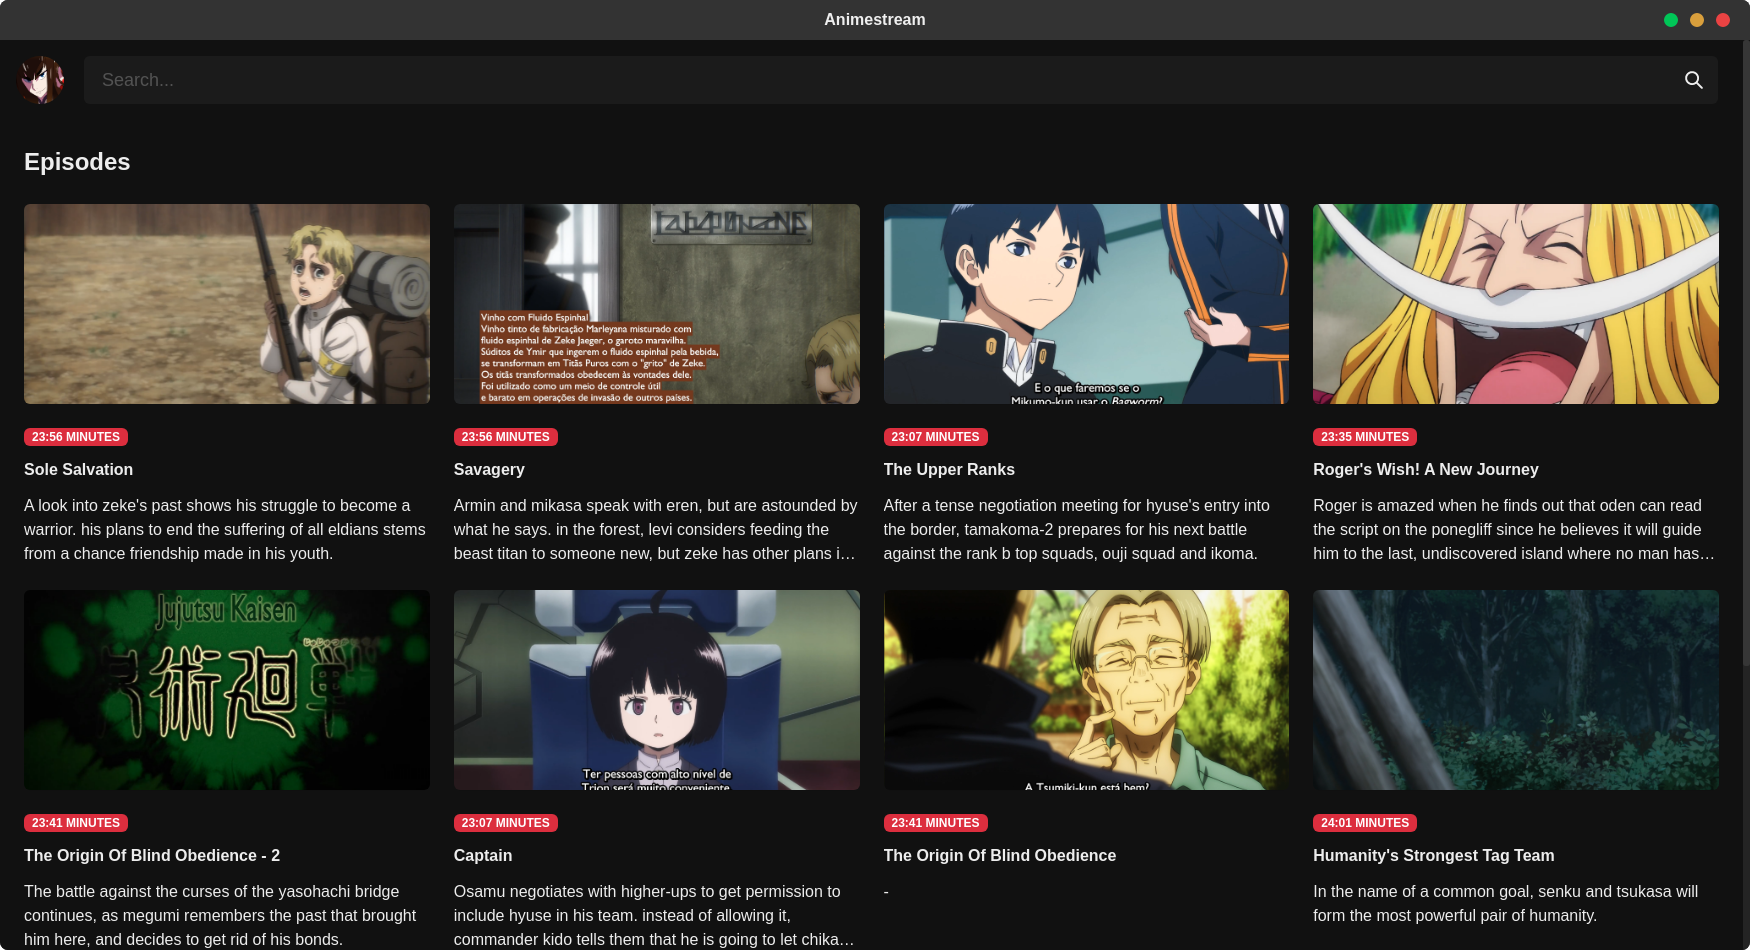 Animestream
Search...
Episodes
Vinho com Fluido Espinhal
Vinho tinto de fabricação Marleyana misturado com
fluido espinhal de Zeke Jaeger, o garoto maravilha.
Súditos de Ymir que ingerem o fluido espinhal pela bebida,
se transformam em Titãs Puros com o "grito" de Zeke.
Os titãs transformados obedecem às vontades dele.
Foi utilizado como um meio de controle útil
e barato em operações de invasão de outros países.
E o que faremos se o
Mikumo-kun usar o Bagworm?
23:56 MINUTES
Sole Salvation
A look into zeke's past shows his struggle to become a
warrior. his plans to end the suffering of all eldians stems
from a chance friendship made in his youth.
23:56 MINUTES
Savagery
Armin and mikasa speak with eren, but are astounded by
what he says. in the forest, levi considers feeding the
beast titan to someone new, but zeke has other plans i...
23:07 MINUTES
The Upper Ranks
After a tense negotiation meeting for hyuse's entry into
the border, tamakoma-2 prepares for his next battle
against the rank b top squads, ouji squad and ikoma.
23:35 MINUTES
Roger's Wish! A New Journey
Roger is amazed when he finds out that oden can read
the script on the ponegliff since he believes it will guide
him to the last, undiscovered island where no man has...
Jujutsu Kaisen
呪術廻戦
Ter pessoas com alto nível de
Trion será muito conveniente
A Tsumiki-kun está bem?
23:41 MINUTES
The Origin Of Blind Obedience - 2
The battle against the curses of the yasohachi bridge
continues, as megumi remembers the past that brought
him here, and decides to get rid of his bonds.
23:07 MINUTES
Captain
Osamu negotiates with higher-ups to get permission to
include hyuse in his team. instead of allowing it,
commander kido tells them that he is going to let chika...
23:41 MINUTES
The Origin Of Blind Obedience
-
24:01 MINUTES
Humanity's Strongest Tag Team
In the name of a common goal, senku and tsukasa will
form the most powerful pair of humanity.